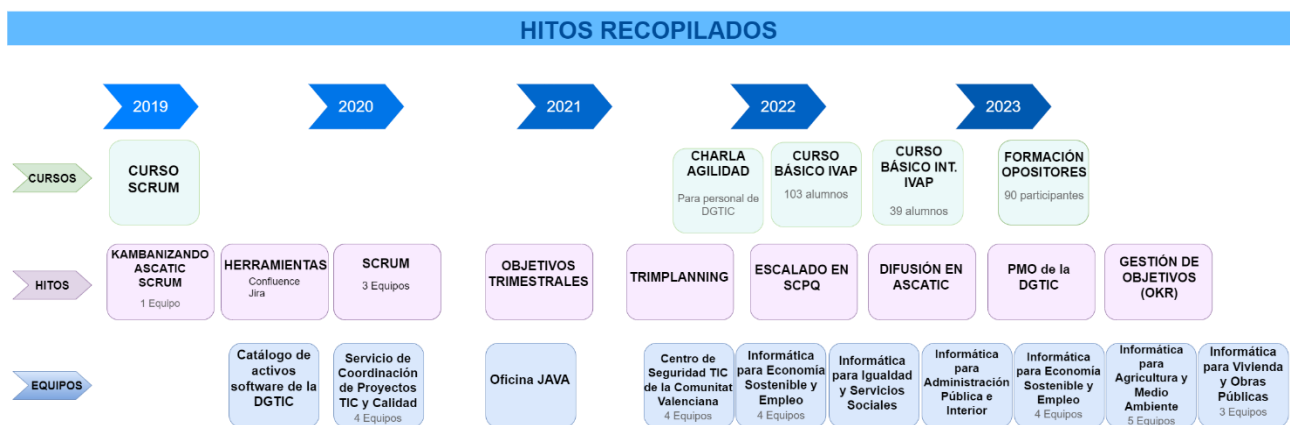 HITOS RECOPILADOS
2019
2020
2021
2022
2023
CURSOS
CURSO
SCRUM
CHARLA
AGILIDAD
Para personal de
DGTIC
CURSO
BÁSICO IVAP
103 alumnos
CURSO
BÁSICO INT.
IVAP
39 alumnos
FORMACIÓN
OPOSITORES
90 participantes
HITOS
KAMBANIZANDO
ASCATIC
SCRUM
1 Equipo
HERRAMIENTAS
Confluence
Jira
SCRUM
3 Equipos
OBJETIVOS
TRIMESTRALES
TRIMPLANNING
ESCALADO EN
SCPQ
DIFUSIÓN EN
ASCATIC
PMO de la
DGTIC
GESTIÓN DE
OBJETIVOS
(OKR)
EQUIPOS
Catálogo de
activos
software de la
DGTIC
Servicio de
Coordinación
de Proyectos
TIC y Calidad
4 Equipos
Oficina JAVA
Centro de
Seguridad TIC
de la Comunitat
Valenciana
4 Equipos
Informática
para Economía
Sostenible y
Empleo
4 Equipos
Informática
para Igualdad
y Servicios
Sociales
Informática
para
Administración
Pública e
Interior
Informática
para Economía
Sostenible y
Empleo
4 Equipos
Informática
para
Agricultura y
Medio
Ambiente
5 Equipos
Informática
para Vivienda
y Obras
Públicas
3 Equipos